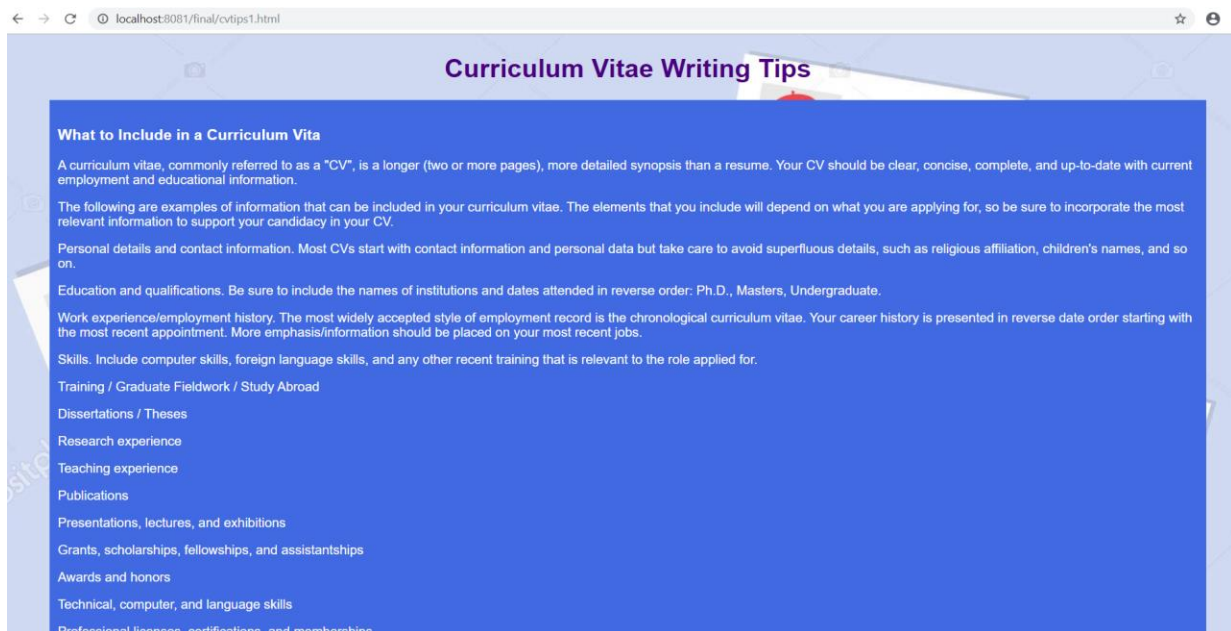 localhost:8081/final/cvtips1.html
Curriculum Vitae Writing Tips
What to Include in a Curriculum Vita
A curriculum vitae, commonly referred to as a "CV", is a longer (two or more pages), more detailed synopsis than a resume. Your CV should be clear, concise, complete, and up-to-date with current
employment and educational information.
The following are examples of information that can be included in your curriculum vitae. The elements that you include will depend on what you are applying for, so be sure to incorporate the most
relevant information to support your candidacy in your CV.
Personal details and contact information. Most CVs start with contact information and personal data but take care to avoid superfluous details, such as religious affiliation, children's names, and so
on.
Education and qualifications. Be sure to include the names of institutions and dates attended in reverse order: Ph.D., Masters, Undergraduate.
Work experience/employment history. The most widely accepted style of employment record is the chronological curriculum vitae. Your career history is presented in reverse date order starting with
the most recent appointment. More emphasis/information should be placed on your most recent jobs.
Skills. Include computer skills, foreign language skills, and any other recent training that is relevant to the role applied for.
Training / Graduate Fieldwork / Study Abroad
Dissertations / Theses
Research experience
Teaching experience
Publications
Presentations, lectures, and exhibitions
Grants, scholarships, fellowships, and assistantships
Awards and honors
Technical, computer, and language skills
Professional licenses, certifications, and memberships